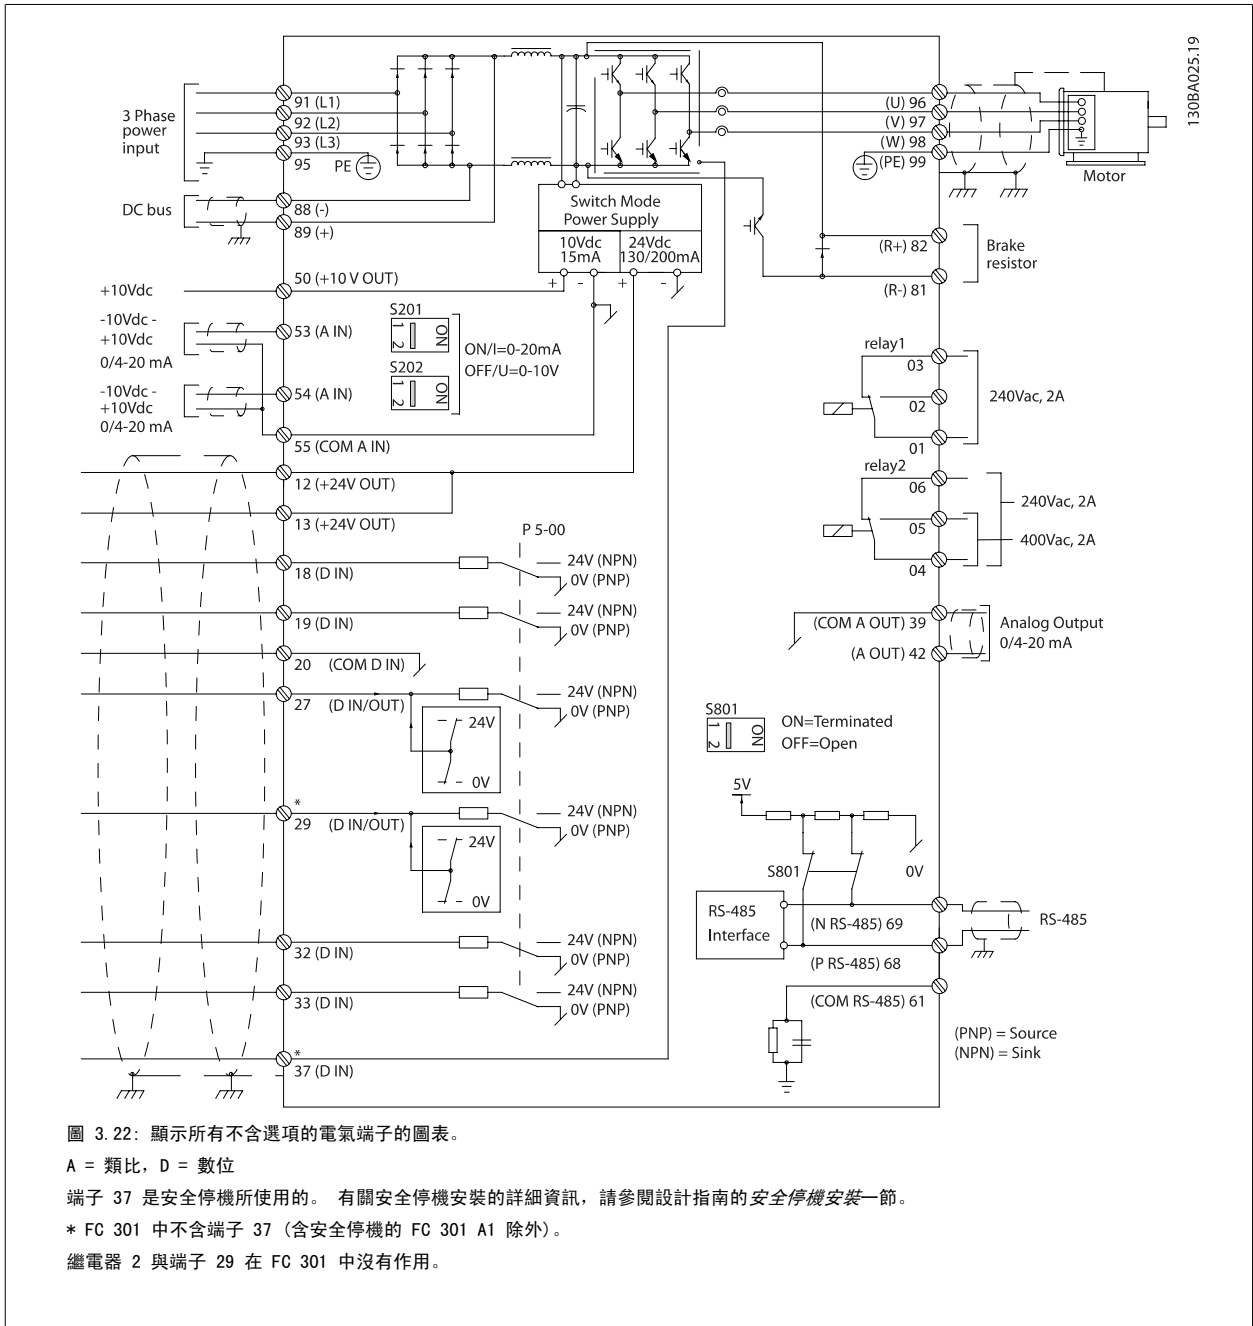 130BA025.19
3 Phase
power
input
91 (L1)
92 (L2)
93 (L3)
95
PE
(U) 96
(V) 97
(W) 98
(PE) 99
Motor
DC bus
88 (-)
89 (+)
Switch Mode
Power Supply
10Vdc
15mA
24Vdc
130/200mA
+ - + -
(R+) 82
(R-) 81
Brake
resistor
+10Vdc
50 (+10 V OUT)
-10Vdc -
+10Vdc
0/4-20 mA
53 (A IN)
S201
1 2 ON
S202
1 2 ON
ON/I=0-20mA
OFF/U=0-10V
-10Vdc -
+10Vdc
0/4-20 mA
54 (A IN)
55 (COM A IN)
relay1
03
02
01
240Vac, 2A
relay2
06
05
04
240Vac, 2A
400Vac, 2A
12 (+24V OUT)
13 (+24V OUT)
P 5-00
18 (D IN)
24V (NPN)
0V (PNP)
19 (D IN)
24V (NPN)
0V (PNP)
20 (COM D IN)
27 (D IN/OUT)
24V (NPN)
0V (PNP)
24V
0V
(COM A OUT) 39
(A OUT) 42
Analog Output
0/4-20 mA
S801
1 2 ON
ON=Terminated
OFF=Open
*
29 (D IN/OUT)
24V (NPN)
0V (PNP)
24V
0V
5V
S801
0V
RS-485
Interface
(N RS-485) 69
(P RS-485) 68
(COM RS-485) 61
RS-485
32 (D IN)
24V (NPN)
0V (PNP)
33 (D IN)
24V (NPN)
0V (PNP)
*
37 (D IN)
(PNP) = Source
(NPN) = Sink
圖 3.22: 顯示所有不含選項的電氣端子的圖表。
A = 類比，D = 數位
端子 37 是安全停機所使用的。 有關安全停機安裝的詳細資訊，請參閱設計指南的安全停機安裝一節。
* FC 301 中不含端子 37 (含安全停機的 FC 301 A1 除外)。
繼電器 2 與端子 29 在 FC 301 中沒有作用。